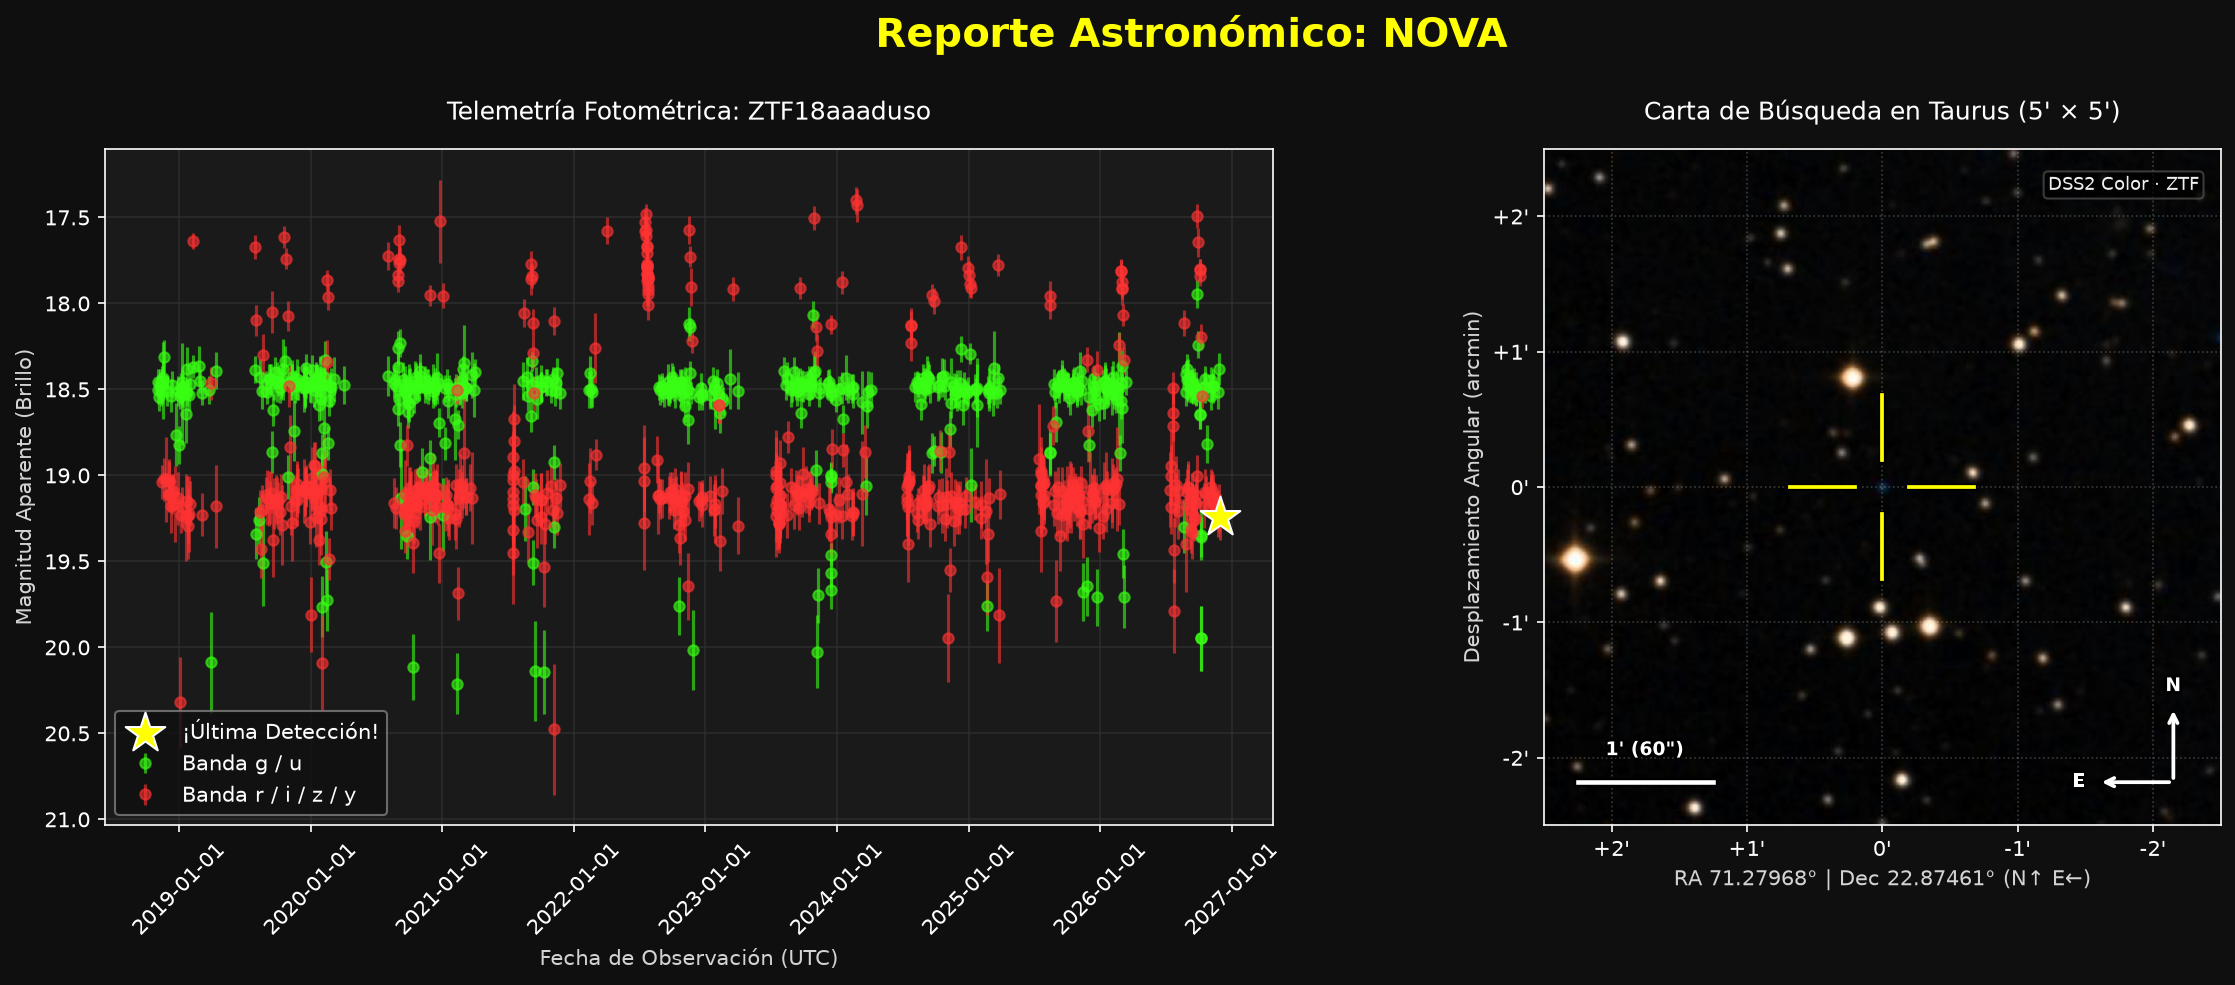 Reporte Astronómico: NOVA
Telemetría Fotométrica: ZTF18aaaduso
Magnitud Aparente (Brillo)
17.5
18.0
18.5
19.0
19.5
20.0
20.5
21.0
¡Última Detección!
Banda g / u
Banda r / i / z / y
2019-01-01
2020-01-01
2021-01-01
2022-01-01
2023-01-01
2024-01-01
2025-01-01
2026-01-01
2027-01-01
Fecha de Observación (UTC)
Carta de Búsqueda en Taurus (5' × 5')
DSS2 Color · ZTF
Desplazamiento Angular (arcmin)
+2'
+1'
0'
-1'
-2'
N
E
1' (60")
+2'
+1'
0'
-1'
-2'
RA 71.27968° | Dec 22.87461° (N↑ E←)